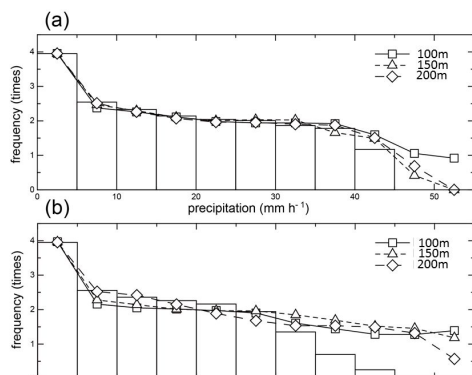 (a)
4
3
2
1
0
frequency (times)
100m
150m
200m
0 10 20 30 40 50
precipitation (mm h⁻¹)
(b)
4
3
2
1
frequency (times)
100m
150m
200m